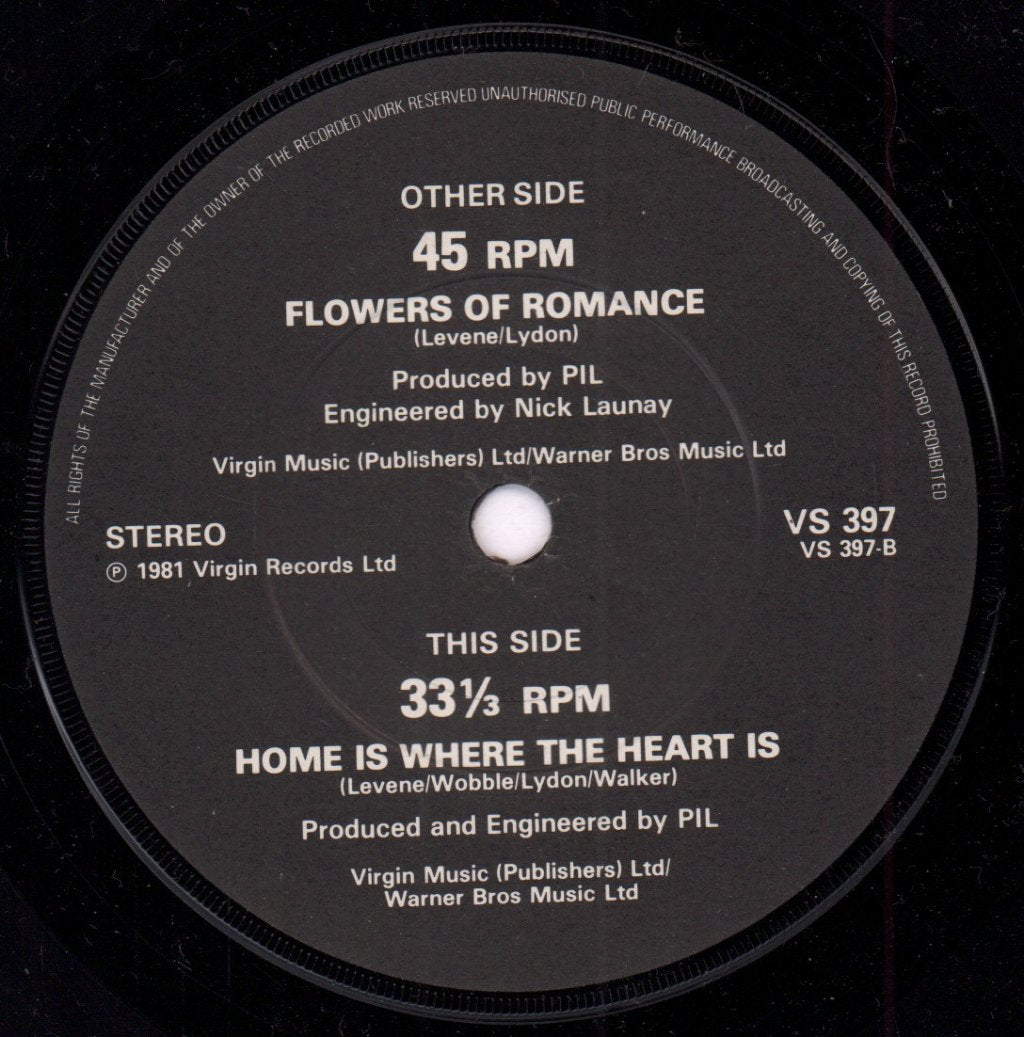 ALL RIGHTS OF THE MANUFACTURER AND OF THE OWNER OF THE RECORDED WORK RESERVED UNAUTHORISED PUBLIC PERFORMANCE BROADCASTING AND COPYING OF THIS RECORD PROHIBITED
OTHER SIDE
45 RPM
FLOWERS OF ROMANCE
(Levene/Lydon)
Produced by PIL
Engineered by Nick Launay
Virgin Music (Publishers) Ltd/Warner Bros Music Ltd
STEREO
℗ 1981 Virgin Records Ltd
VS 397
VS 397-B
THIS SIDE
33⅓ RPM
HOME IS WHERE THE HEART IS
(Levene/Wobble/Lydon/Walker)
Produced and Engineered by PIL
Virgin Music (Publishers) Ltd/
Warner Bros Music Ltd